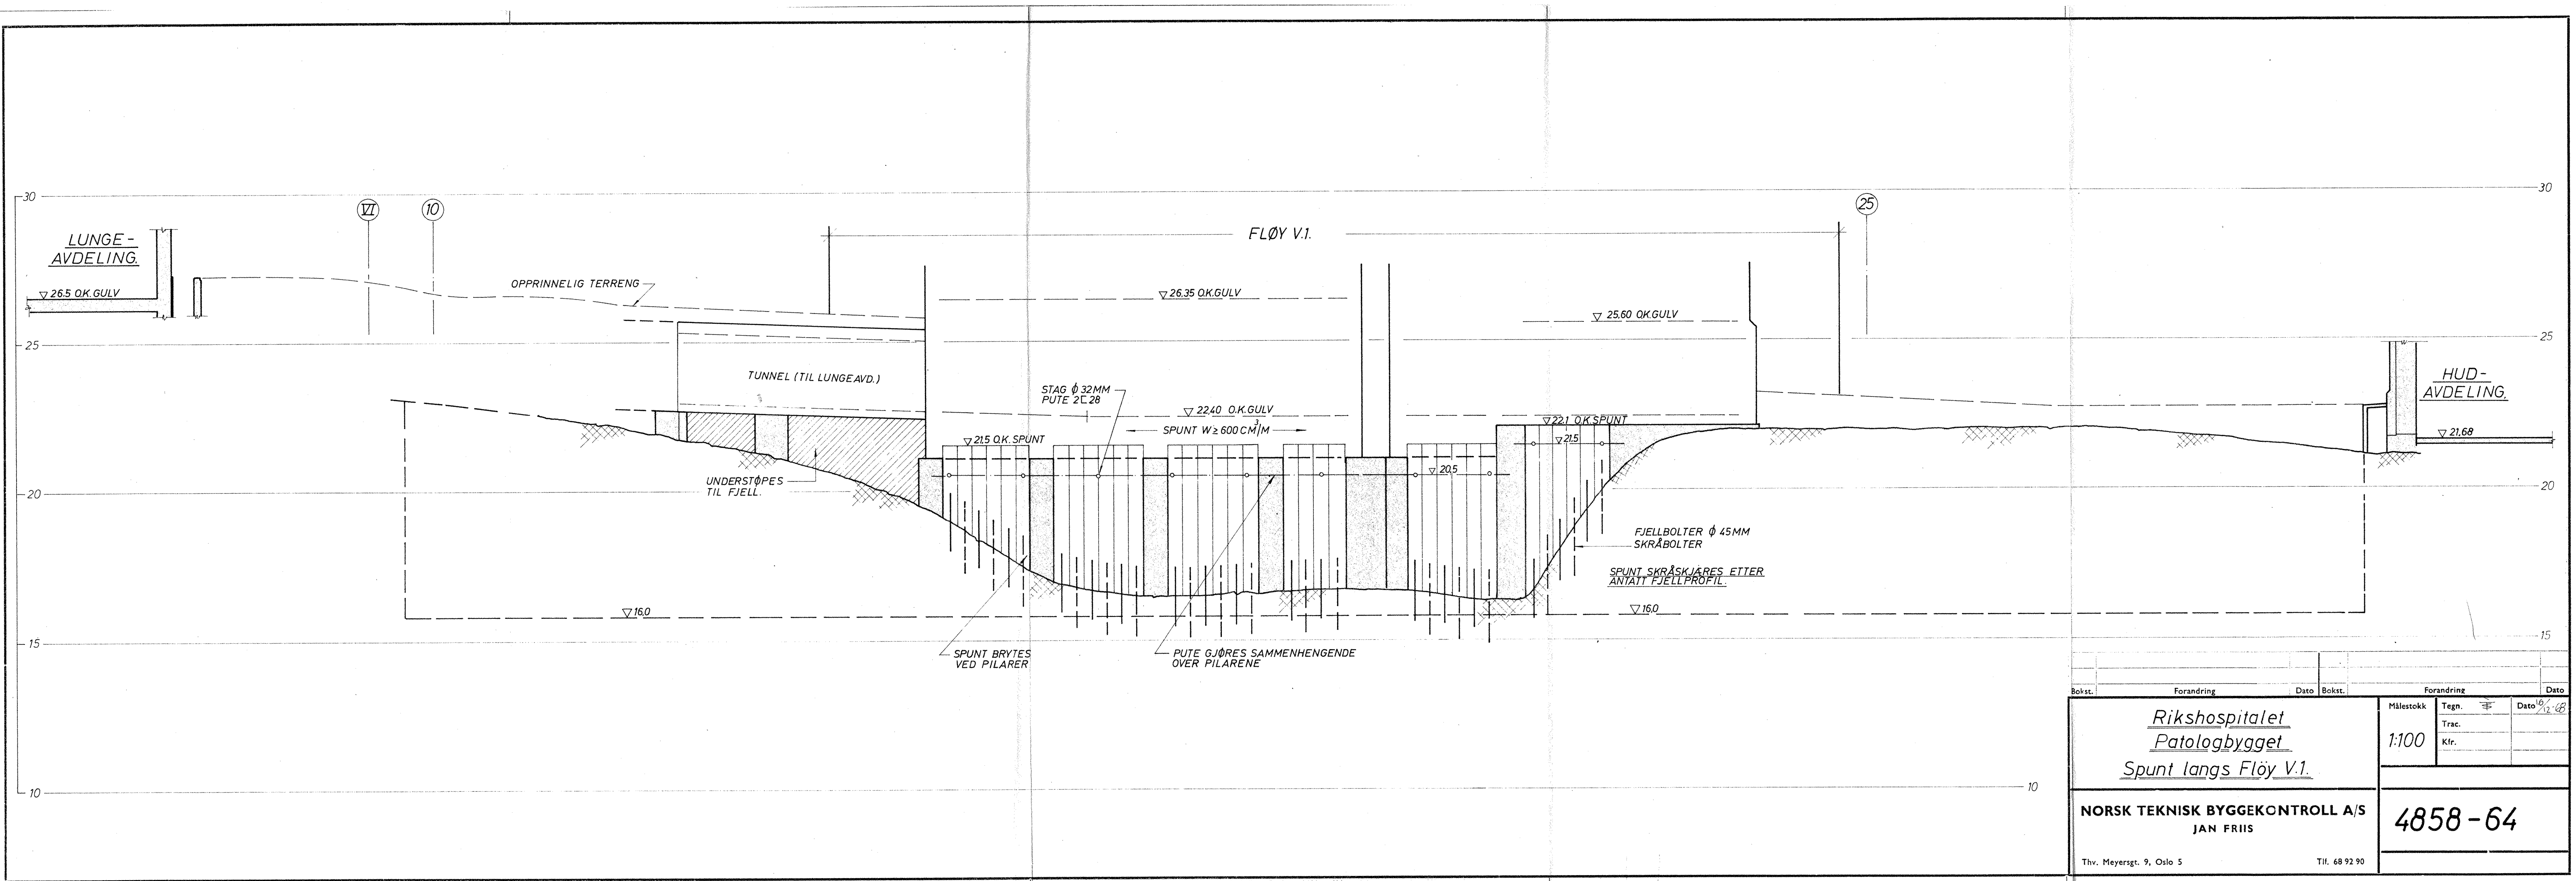 30
30
VI
10
25
LUNGE-
AVDELING.
FLØY V.1.
OPPRINNELIG TERRENG
▽ 26.5 O.K. GULV
▽ 26.35 O.K. GULV
▽ 25.60 O.K. GULV
25
25
TUNNEL (TIL LUNGEAVD.)
STAG ϕ 32MM
PUTE 2⊏28
HUD-
AVDELING.
▽ 22.40 O.K. GULV
SPUNT W ≥ 600 CM³/M
▽ 22.1 O.K. SPUNT
▽ 21.5 O.K. SPUNT
▽ 21.5
▽ 21.68
▽ 20.5
UNDERSTØPES
TIL FJELL.
20
20
FJELLBOLTER ϕ 45MM
SKRÅBOLTER
SPUNT SKRÅSKJÆRES ETTER
ANTATT FJELLPROFIL.
▽ 16.0
▽ 16.0
15
15
SPUNT BRYTES
VED PILARER
PUTE GJØRES SAMMENHENGENDE
OVER PILARENE
10
10
Bokst. Forandring Dato Bokst. Forandring Dato
Rikshospitalet
Patologbygget
Spunt langs Flöy V.1.
Målestokk
1:100
Tegn. Dato 16/12-68
Trac.
Kfr.
NORSK TEKNISK BYGGEKONTROLL A/S
JAN FRIIS
Thv. Meyersgt. 9, Oslo 5 Tlf. 68 92 90
4858-64